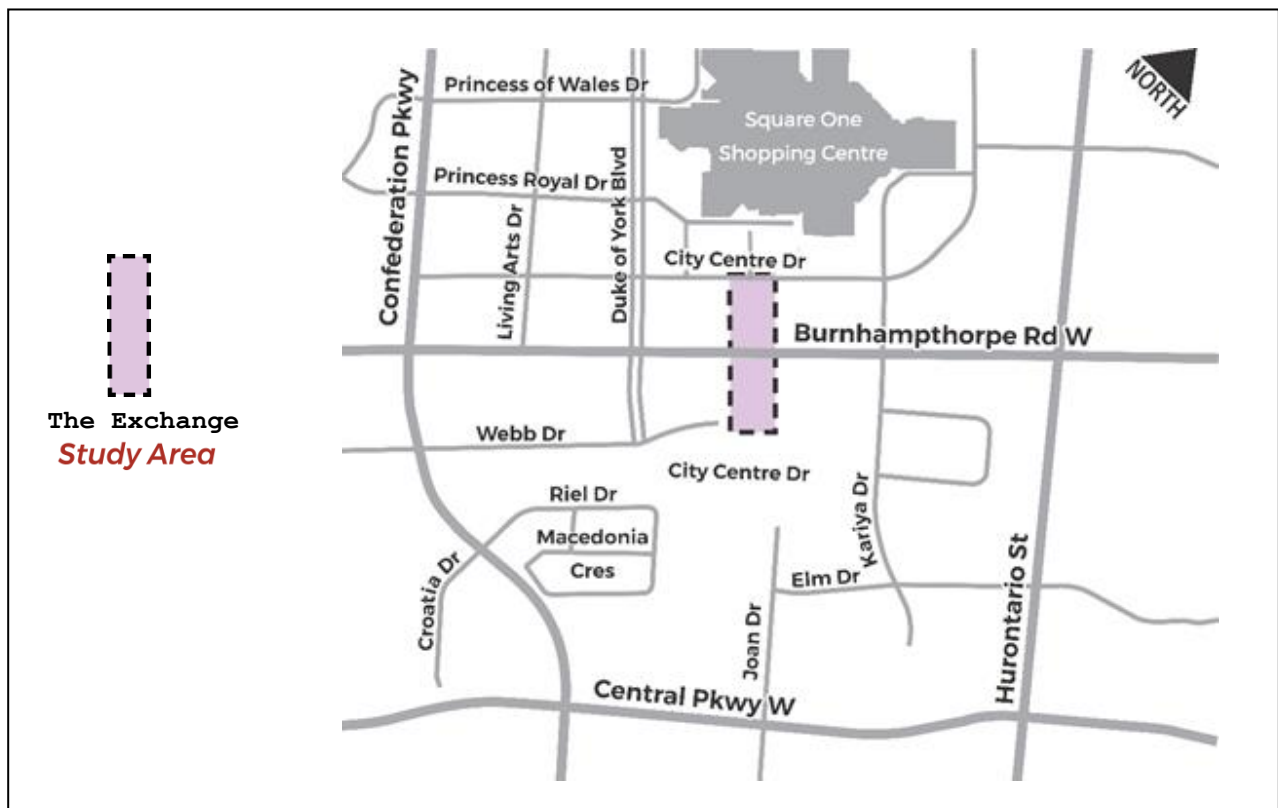 Confederation Pkwy
Princess of Wales Dr
NORTH
Square One
Shopping Centre
Princess Royal Dr
Living Arts Dr
Duke of York Blvd
City Centre Dr
Burnhampthorpe Rd W
The Exchange
Study Area
Webb Dr
City Centre Dr
Riel Dr
Macedonia
Cres
Croatia Dr
Kariya Dr
Elm Dr
Joan Dr
Hurontario St
Central Pkwy W